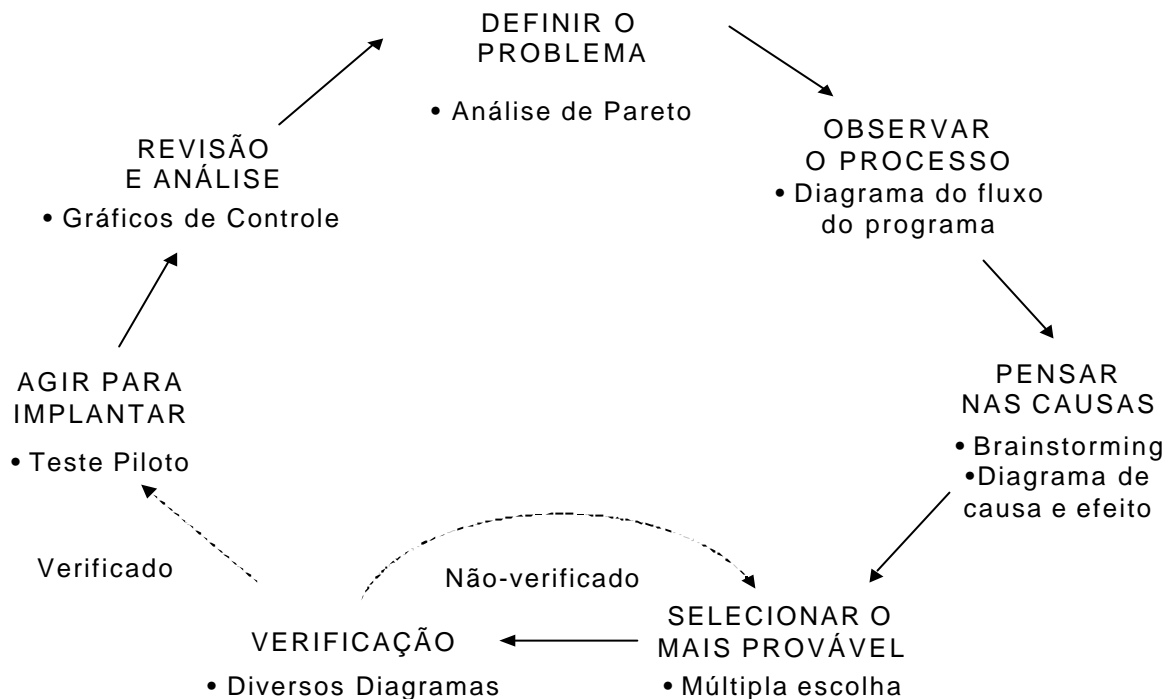 DEFINIR O
PROBLEMA
• Análise de Pareto
OBSERVAR
O PROCESSO
• Diagrama do fluxo
do programa
PENSAR
NAS CAUSAS
• Brainstorming
•Diagrama de
causa e efeito
SELECIONAR O
MAIS PROVÁVEL
• Múltipla escolha
Não-verificado
VERIFICAÇÃO
• Diversos Diagramas
Verificado
AGIR PARA
IMPLANTAR
• Teste Piloto
REVISÃO
E ANÁLISE
• Gráficos de Controle